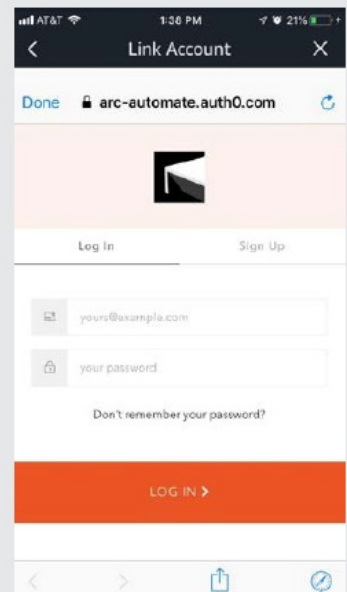 AT&T 1:38 PM 21%
Link Account
Done arc-automate.auth0.com
Log In Sign Up
yours@example.com
your password
Don't remember your password?
LOG IN